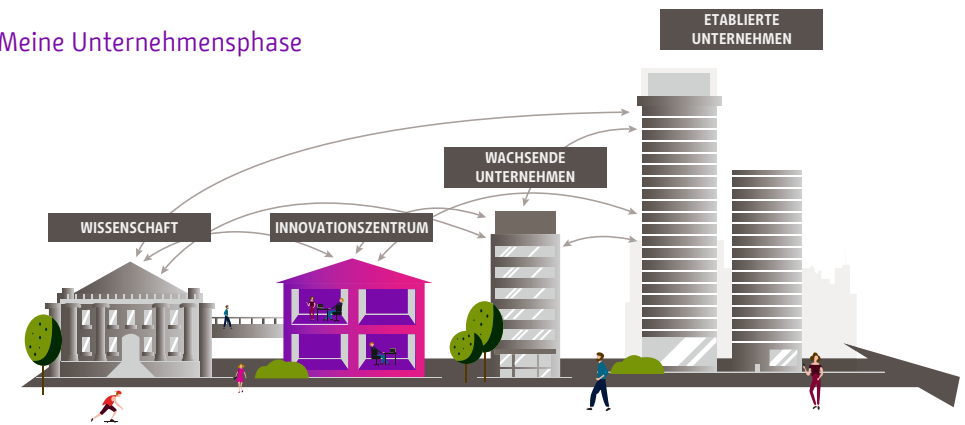 Meine Unternehmensphase
ETABLIERTE
UNTERNEHMEN
WACHSENDE
UNTERNEHMEN
WISSENSCHAFT
INNOVATIONSZENTRUM